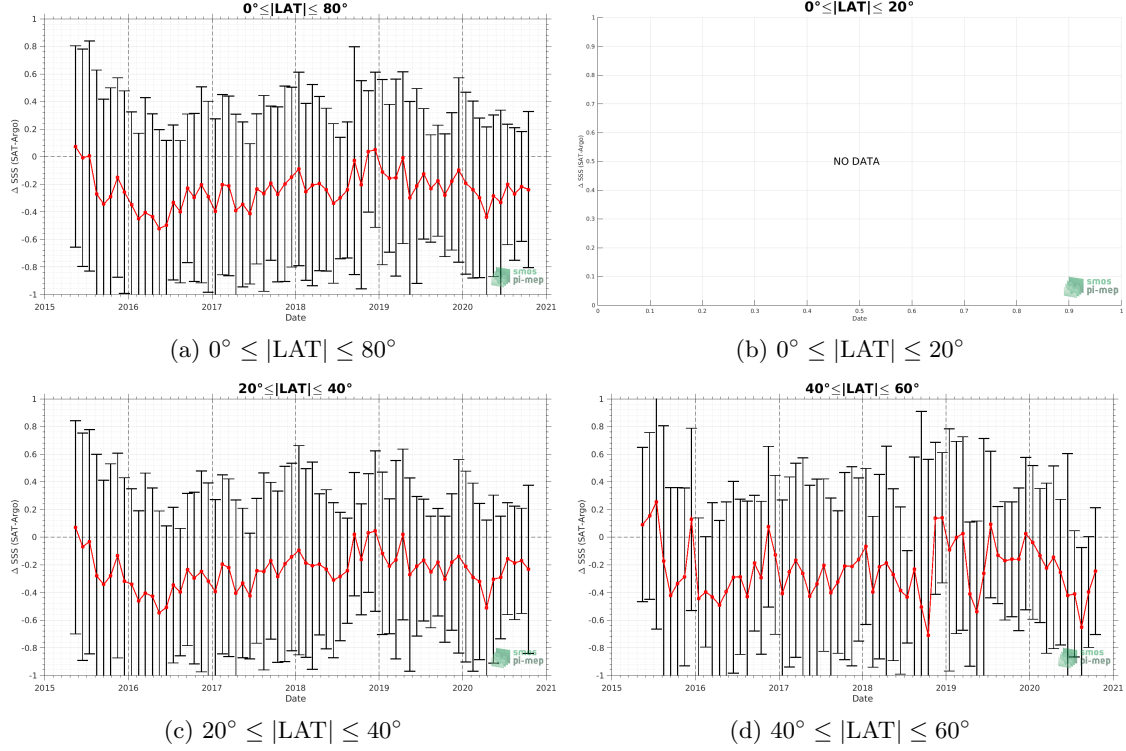 0°≤|LAT|≤ 80°
1
0.8
0.6
0.4
0.2
0
-0.2
-0.4
-0.6
-0.8
-1
Δ SSS (SAT-Argo)
2015 2016 2017 2018 2019 2020 2021
Date
smos
pi-mep
(a) 0° ≤ |LAT| ≤ 80°
0°≤|LAT|≤ 20°
1
0.9
0.8
0.7
0.6
0.5
0.4
0.3
0.2
0.1
0
Δ SSS (SAT-Argo)
NO DATA
0 0.1 0.2 0.3 0.4 0.5 0.6 0.7 0.8 0.9 1
Date
smos
pi-mep
(b) 0° ≤ |LAT| ≤ 20°
20°≤|LAT|≤ 40°
1
0.8
0.6
0.4
0.2
0
-0.2
-0.4
-0.6
-0.8
-1
Δ SSS (SAT-Argo)
2015 2016 2017 2018 2019 2020 2021
Date
smos
pi-mep
(c) 20° ≤ |LAT| ≤ 40°
40°≤|LAT|≤ 60°
1
0.8
0.6
0.4
0.2
0
-0.2
-0.4
-0.6
-0.8
-1
Δ SSS (SAT-Argo)
2015 2016 2017 2018 2019 2020 2021
Date
smos
pi-mep
(d) 40° ≤ |LAT| ≤ 60°